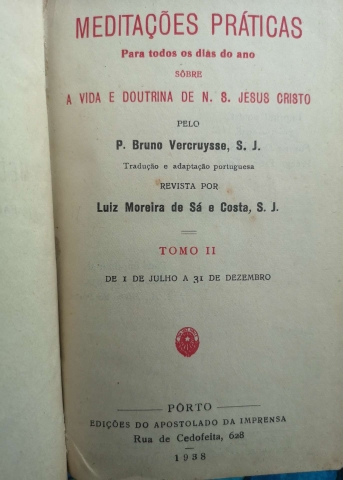 MEDITAÇÕES PRÁTICAS
Para todos os dias do ano
SÔBRE
A VIDA E DOUTRINA DE N. S. JESUS CRISTO
PELO
P. Bruno Vercruysse, S. J.
Tradução e adaptação portuguesa
REVISTA POR
Luiz Moreira de Sá e Costa, S. J.
TOMO II
DE 1 DE JULHO A 31 DE DEZEMBRO
PÔRTO
EDIÇÕES DO APOSTOLADO DA IMPRENSA
Rua de Cedofeita, 628
1938